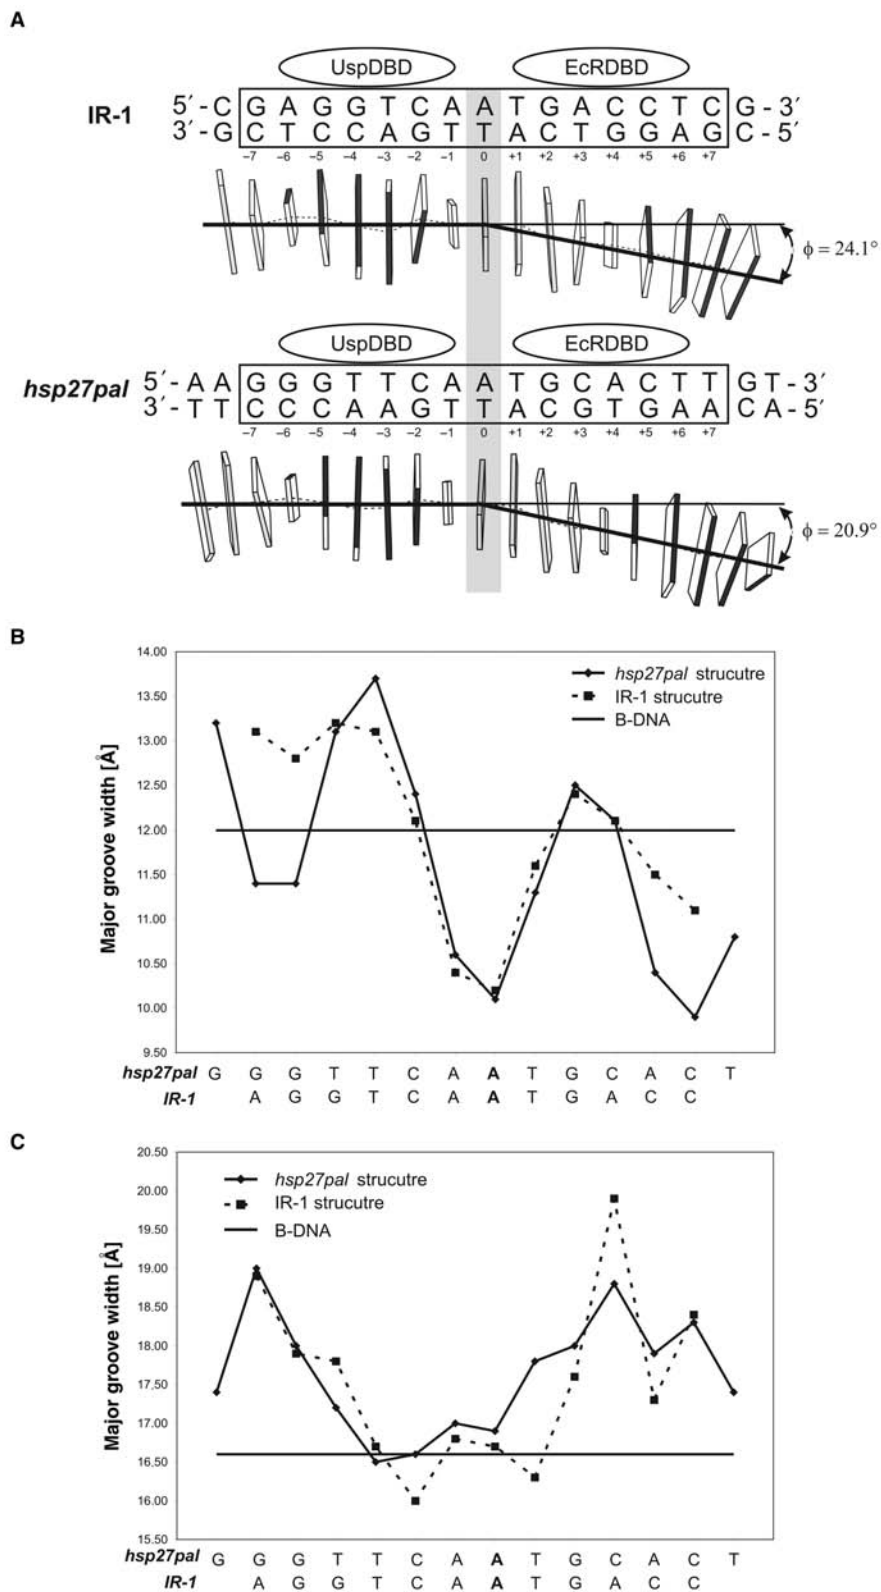 A
UspDBD EcRDBD
IR-1 5′ - C G A G G T C A A T G A C C T C G - 3′
3′ - G C T C C A G T T A C T G G A G C - 5′
−7 −6 −5 −4 −3 −2 −1 0 +1 +2 +3 +4 +5 +6 +7
ϕ = 24.1°
UspDBD EcRDBD
hsp27pal 5′ - A A G G G T T C A A T G C A C T T G T - 3′
3′ - T T C C C A A G T T A C G T G A A C A - 5′
−7 −6 −5 −4 −3 −2 −1 0 +1 +2 +3 +4 +5 +6 +7
ϕ = 20.9°
B
Major groove width [Å]
14.00
13.50
13.00
12.50
12.00
11.50
11.00
10.50
10.00
9.50
hsp27pal strucutre
IR-1 strucutre
B-DNA
hsp27pal G G G T T C A A T G C A C T
IR-1 A G G T C A A T G A C C
C
Major groove width [Å]
20.50
20.00
19.50
19.00
18.50
18.00
17.50
17.00
16.50
16.00
15.50
hsp27pal strucutre
IR-1 strucutre
B-DNA
hsp27pal G G G T T C A A T G C A C T
IR-1 A G G T C A A T G A C C